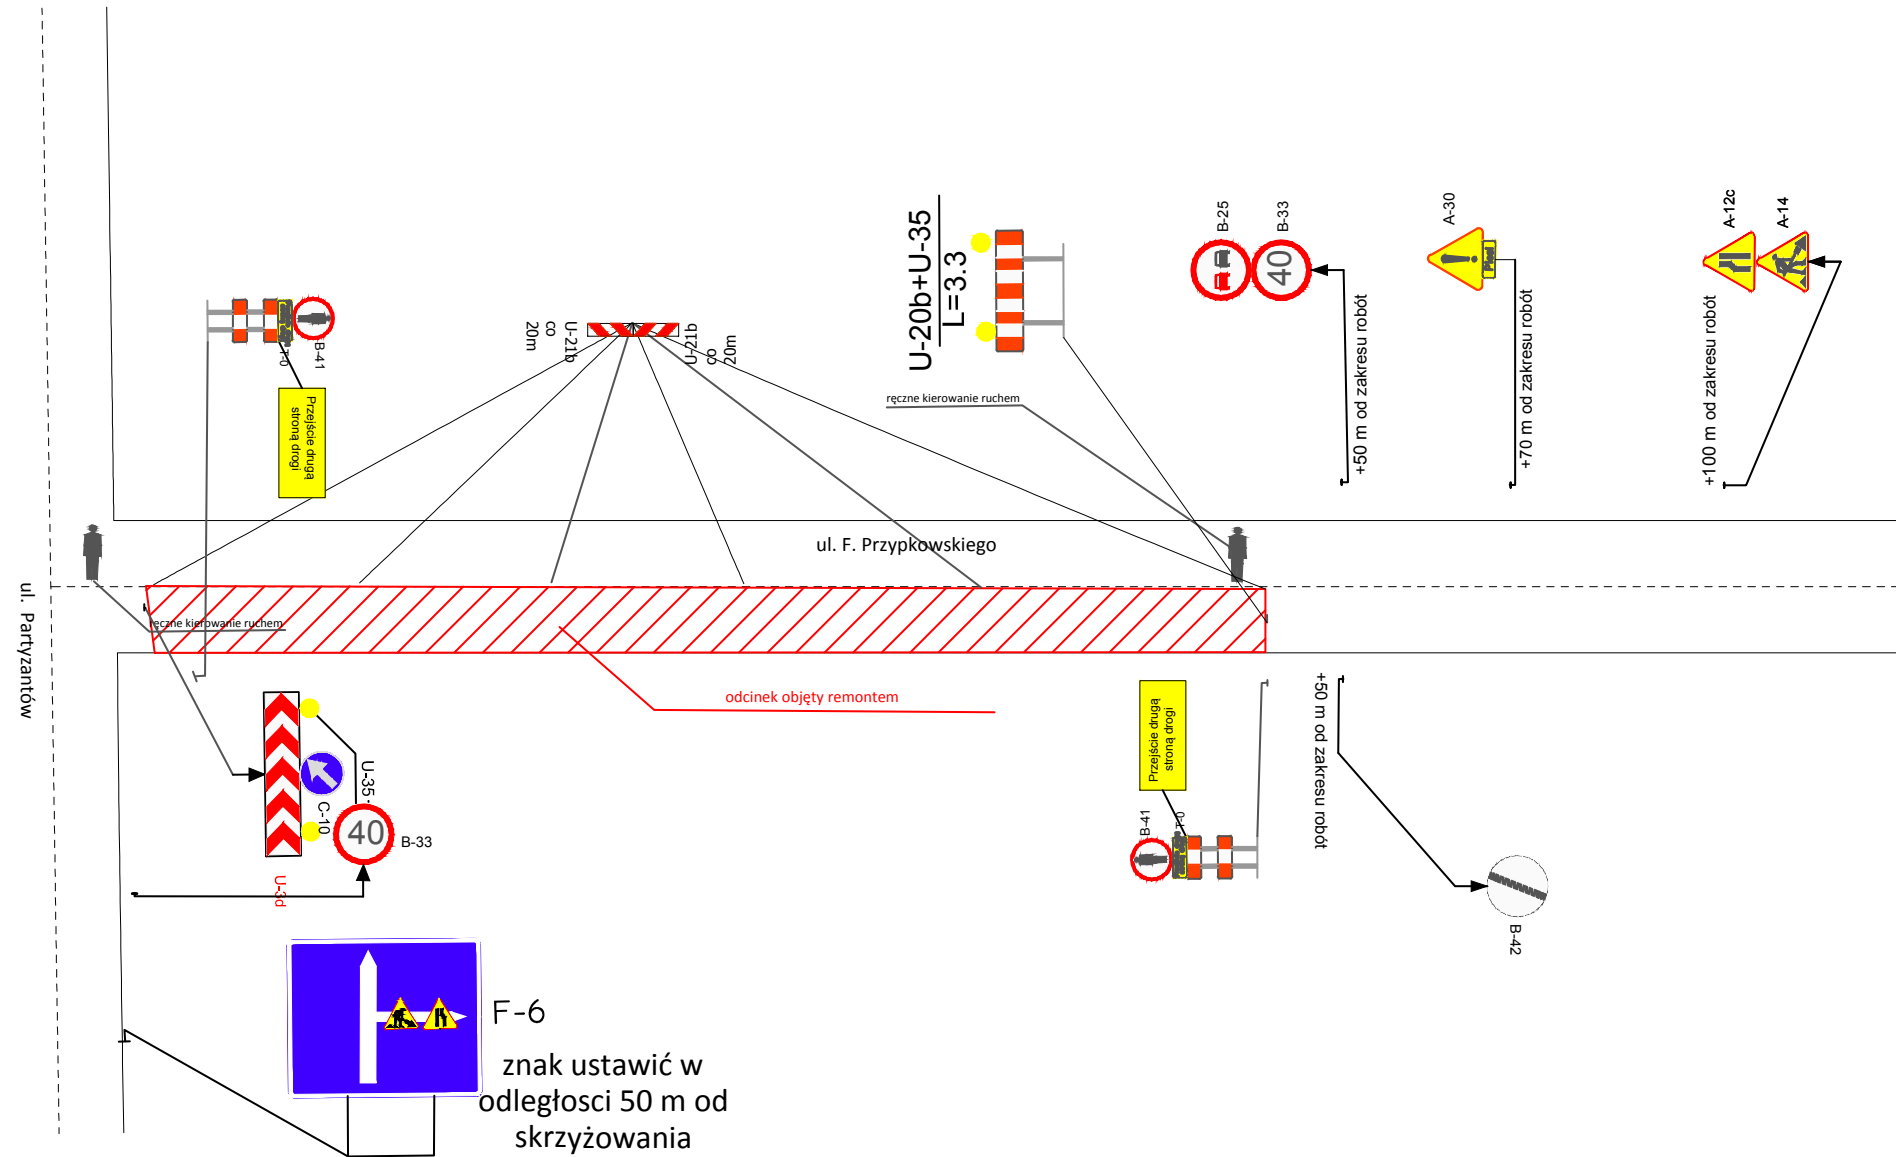 B-41
T-0
Przejście drugą
stroną drogi
U-21b
co
20m
U-21b
co
20m
U-20b+U-35
L=3.3
ręczne kierowanie ruchem
B-25
B-33
40
+50 m od zakresu robót
A-30
+70 m od zakresu robót
A-12c
A-14
+100 m od zakresu robót
ul. F. Przypkowskiego
ul. Partyzantów
ręczne kierowanie ruchem
odcinek objęty remontem
U-35
C-10
40
B-33
U-3d
Przejście drugą
stroną drogi
B-41
T-0
+50 m od zakresu robót
B-42
F-6
znak ustawić w
odległosci 50 m od
skrzyżowania